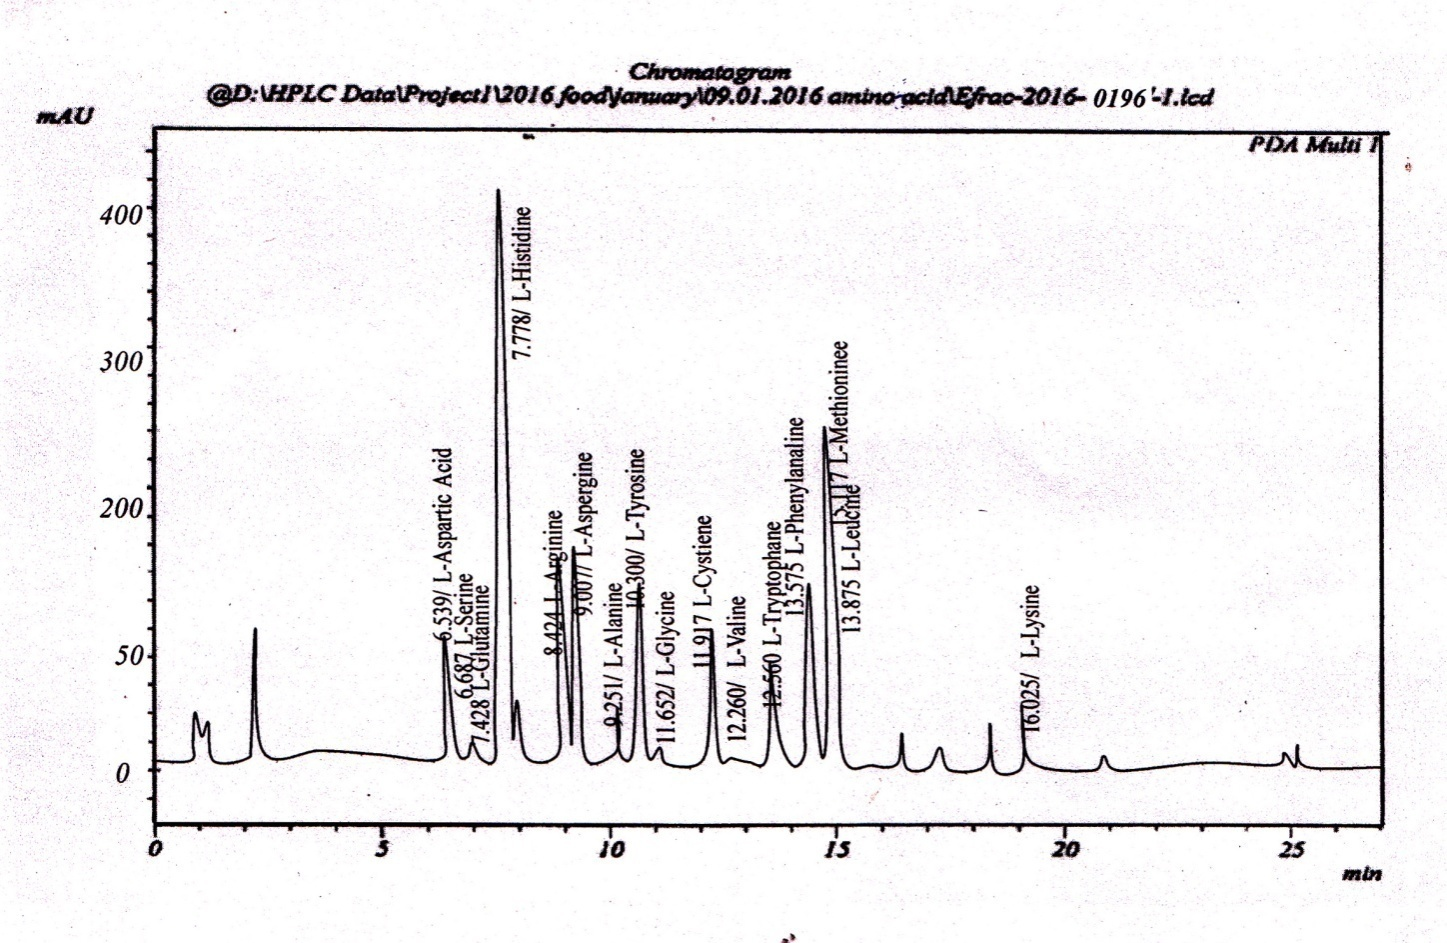 Chromatogram
@D:\HPLC Data\Project1\2016 food\january\09.01.2016 amino acid\Efrac-2016- 0196'-1.lcd
mAU
PDA Multi 1
400
300
200
50
0
6.539/ L-Aspartic Acid
6.687 L-Serine
7.428 L-Glutamine
7.778/ L-Histidine
8.424 L-Arginine
9.007/ L-Aspergine
9.251/ L-Alanine
10.300/ L-Tyrosine
11.652/ L-Glycine
11.917 L-Cystiene
12.260/ L-Valine
12.560 L-Tryptophane
13.575 L-Phenylanaline
L-Methioninee
13.875 L-Leucine
16.025/ L-Lysine
0 5 10 15 20 25
min